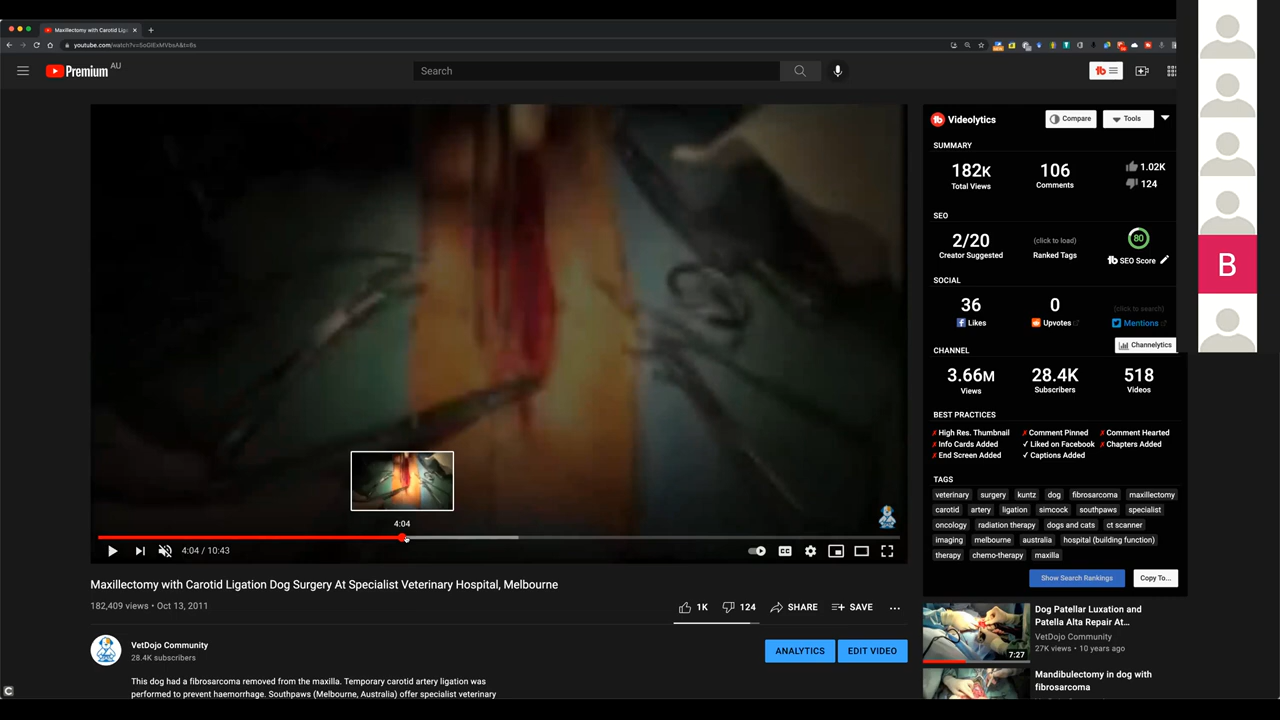 Maxillectomy with Carotid Liga
youtube.com/watch?v=5oGlExMVbsA&t=6s
Premium AU
Search
4:04
4:04 / 10:43
Maxillectomy with Carotid Ligation Dog Surgery At Specialist Veterinary Hospital, Melbourne
182,409 views • Oct 13, 2011
1K
124
SHARE
SAVE
VetDojo Community
28.4K subscribers
ANALYTICS
EDIT VIDEO
This dog had a fibrosarcoma removed from the maxilla. Temporary carotid artery ligation was
performed to prevent haemorrhage. Southpaws (Melbourne, Australia) offer specialist veterinary
Videolytics
Compare
Tools
SUMMARY
182K
Total Views
106
Comments
1.02K
124
SEO
2/20
Creator Suggested
(click to load)
Ranked Tags
80
SEO Score
SOCIAL
36
Likes
0
Upvotes
(click to search)
Mentions
Channelytics
CHANNEL
3.66M
Views
28.4K
Subscribers
518
Videos
BEST PRACTICES
✗ High Res. Thumbnail ✗ Comment Pinned ✗ Comment Hearted
✗ Info Cards Added ✓ Liked on Facebook ✗ Chapters Added
✗ End Screen Added ✓ Captions Added
TAGS
veterinary surgery kuntz dog fibrosarcoma maxillectomy
carotid artery ligation simcock southpaws specialist
oncology radiation therapy dogs and cats ct scanner
imaging melbourne australia hospital (building function)
therapy chemo-therapy maxilla
Show Search Rankings
Copy To...
Dog Patellar Luxation and
Patella Alta Repair At...
VetDojo Community
27K views • 10 years ago
7:27
Mandibulectomy in dog with
fibrosarcoma
B